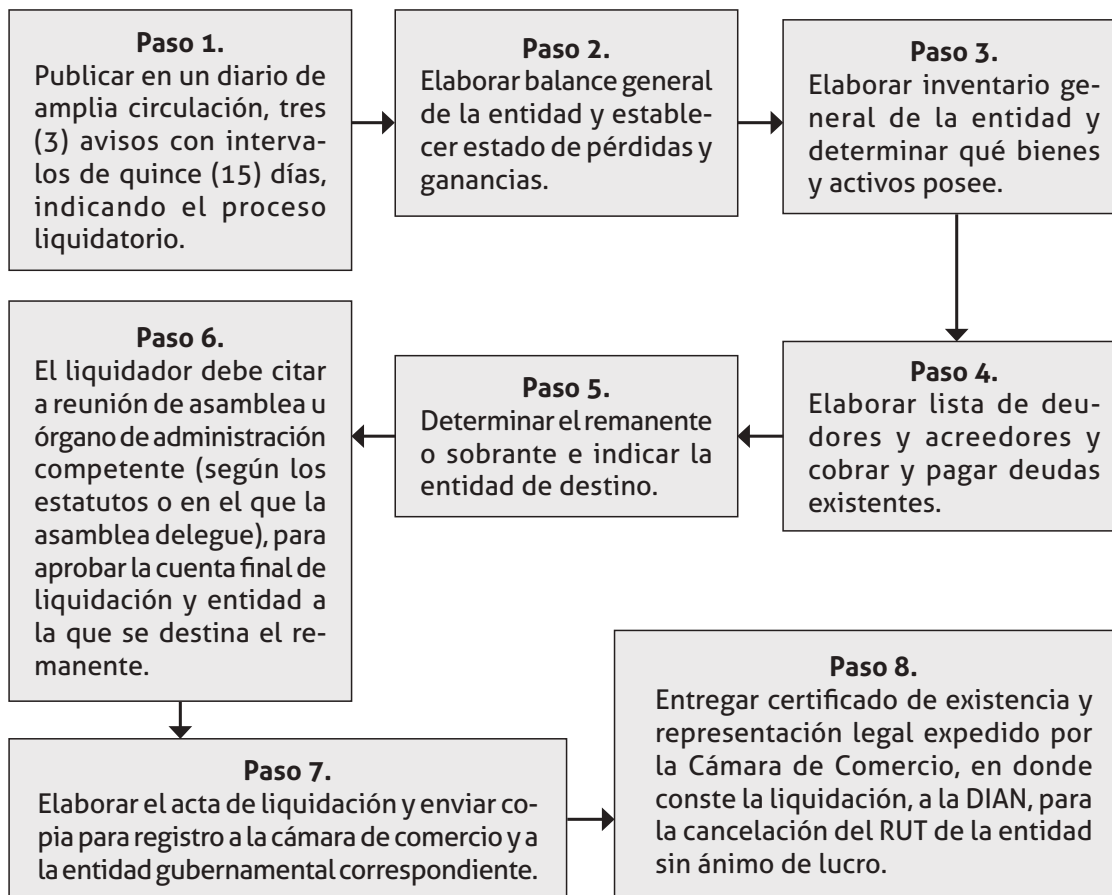 Paso 1.
Publicar en un diario de
amplia circulación, tres
(3) avisos con interva-
los de quince (15) días,
indicando el proceso
liquidatorio.
Paso 2.
Elaborar balance general
de la entidad y estable-
cer estado de pérdidas y
ganancias.
Paso 3.
Elaborar inventario ge-
neral de la entidad y
determinar qué bienes
y activos posee.
Paso 4.
Elaborar lista de deu-
dores y acreedores y
cobrar y pagar deudas
existentes.
Paso 5.
Determinar el remanente
o sobrante e indicar la
entidad de destino.
Paso 6.
El liquidador debe citar
a reunión de asamblea u
órgano de administración
competente (según los
estatutos o en el que la
asamblea delegue), para
aprobar la cuenta final de
liquidación y entidad a
la que se destina el re-
manente.
Paso 7.
Elaborar el acta de liquidación y enviar co-
pia para registro a la cámara de comercio y a
la entidad gubernamental correspondiente.
Paso 8.
Entregar certificado de existencia y
representación legal expedido por
la Cámara de Comercio, en donde
conste la liquidación, a la DIAN, para
la cancelación del RUT de la entidad
sin ánimo de lucro.